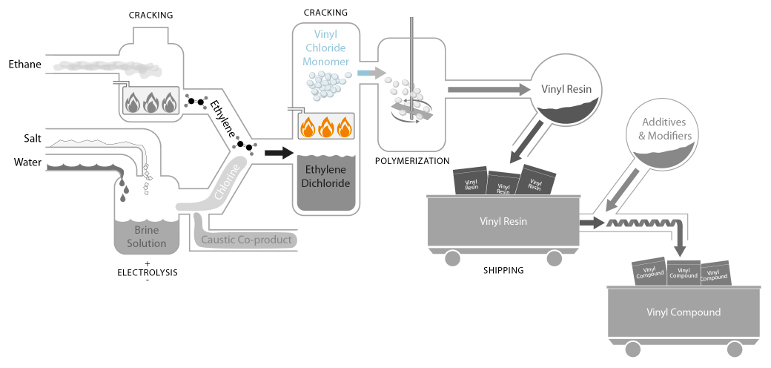 CRACKING
Ethane
Ethylene
Salt
Water
Chlorine
Brine
Solution
+
ELECTROLYSIS
-
Caustic Co-product
CRACKING
Vinyl
Chloride
Monomer
Ethylene
Dichloride
POLYMERIZATION
Vinyl Resin
Additives
& Modifiers
Vinyl
Resin
Vinyl
Resin
Vinyl
Resin
Vinyl Resin
SHIPPING
Vinyl
Compound
Vinyl
Compound
Vinyl
Compound
Vinyl Compound